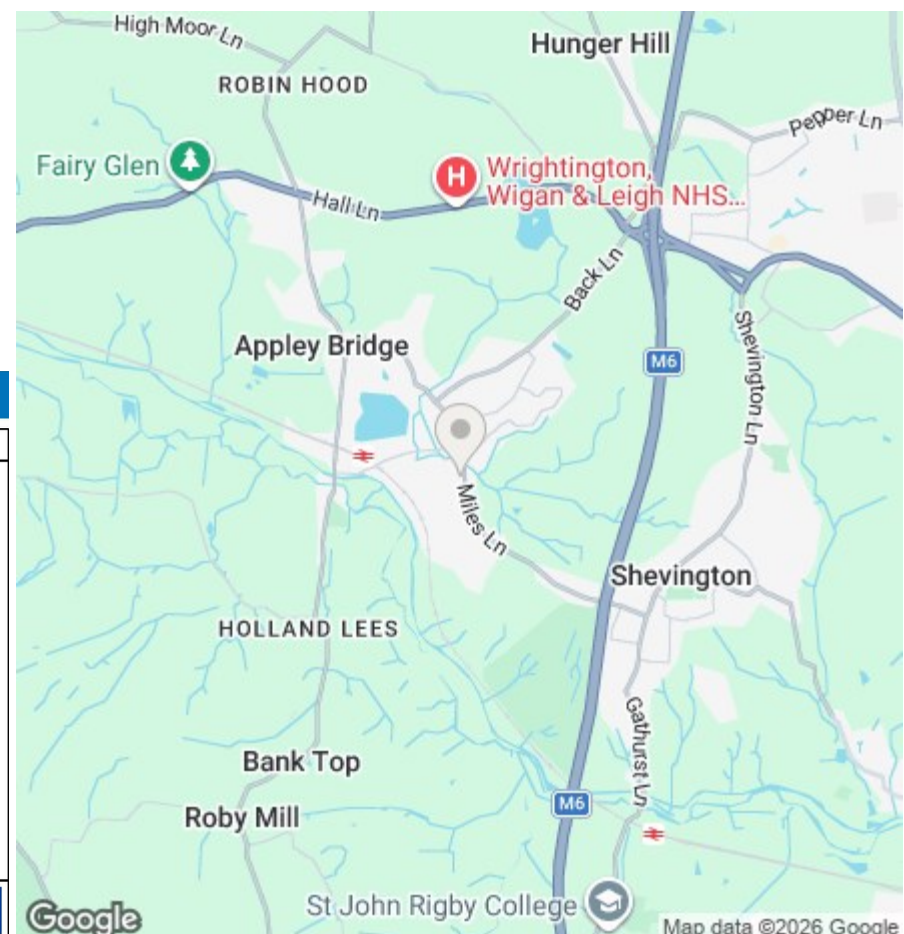 High Moor Ln
Hunger Hill
ROBIN HOOD
Pepper Ln
Fairy Glen
H
Wrightington,
Wigan & Leigh NHS...
Hall Ln
Back Ln
Shevington Ln
Appley Bridge
M6
Miles Ln
Shevington
HOLLAND LEES
Gathurst Ln
Bank Top
M6
Roby Mill
St John Rigby College
Google
Map data ©2026 Google